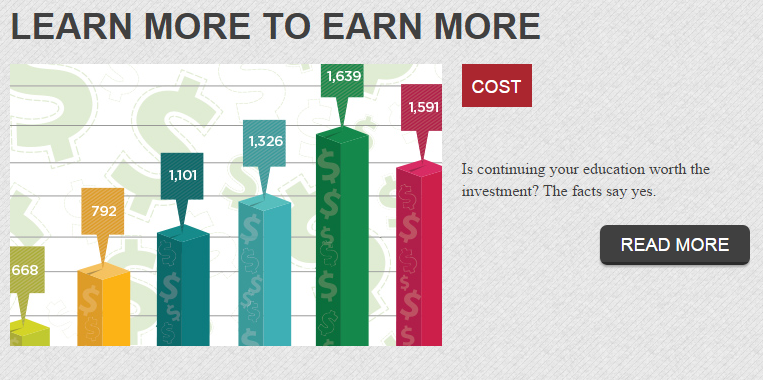 LEARN MORE TO EARN MORE
1,639
1,591
1,326
1,101
792
668
COST
Is continuing your education worth the
investment? The facts say yes.
READ MORE